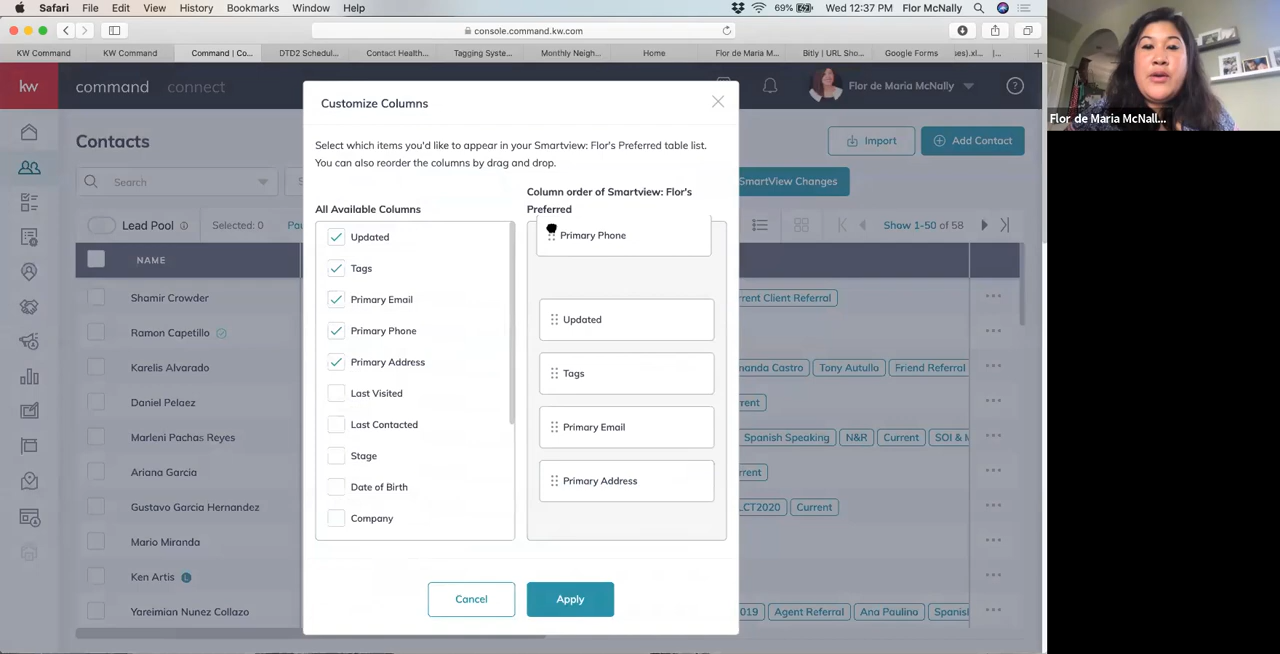 Safari File Edit View History Bookmarks Window Help
69% Wed 12:37 PM Flor McNally
console.command.kw.com
KW Command KW Command Command | Co... DTD2 Schedul... Contact Health... Tagging Syste... Monthly Neigh... Home Flor de Maria M... Bitly | URL Sho... Google Forms ses).xl... |...
kw command connect
Flor de Maria McNally
Flor de Maria McNall...
Customize Columns
Contacts
Import
Add Contact
Select which items you'd like to appear in your Smartview: Flor's Preferred table list.
You can also reorder the columns by drag and drop.
Search
S
SmartView Changes
All Available Columns
Column order of Smartview: Flor's
Preferred
Lead Pool
Selected: 0
Show 1-50 of 58
NAME
Updated
Tags
Primary Email
Primary Phone
Primary Address
Last Visited
Last Contacted
Stage
Date of Birth
Company
Primary Phone
Updated
Tags
Primary Email
Primary Address
Cancel
Apply
Shamir Crowder
rrent Client Referral
Ramon Capetillo
Karelis Alvarado
nanda Castro Tony Autullo Friend Referral
Daniel Pelaez
rent
Marleni Pachas Reyes
Spanish Speaking N&R Current SOI & M
Ariana Garcia
rent
Gustavo Garcia Hernandez
LCT2020 Current
Mario Miranda
Ken Artis L
Yareimian Nunez Collazo
019 Agent Referral Ana Paulino Spanis